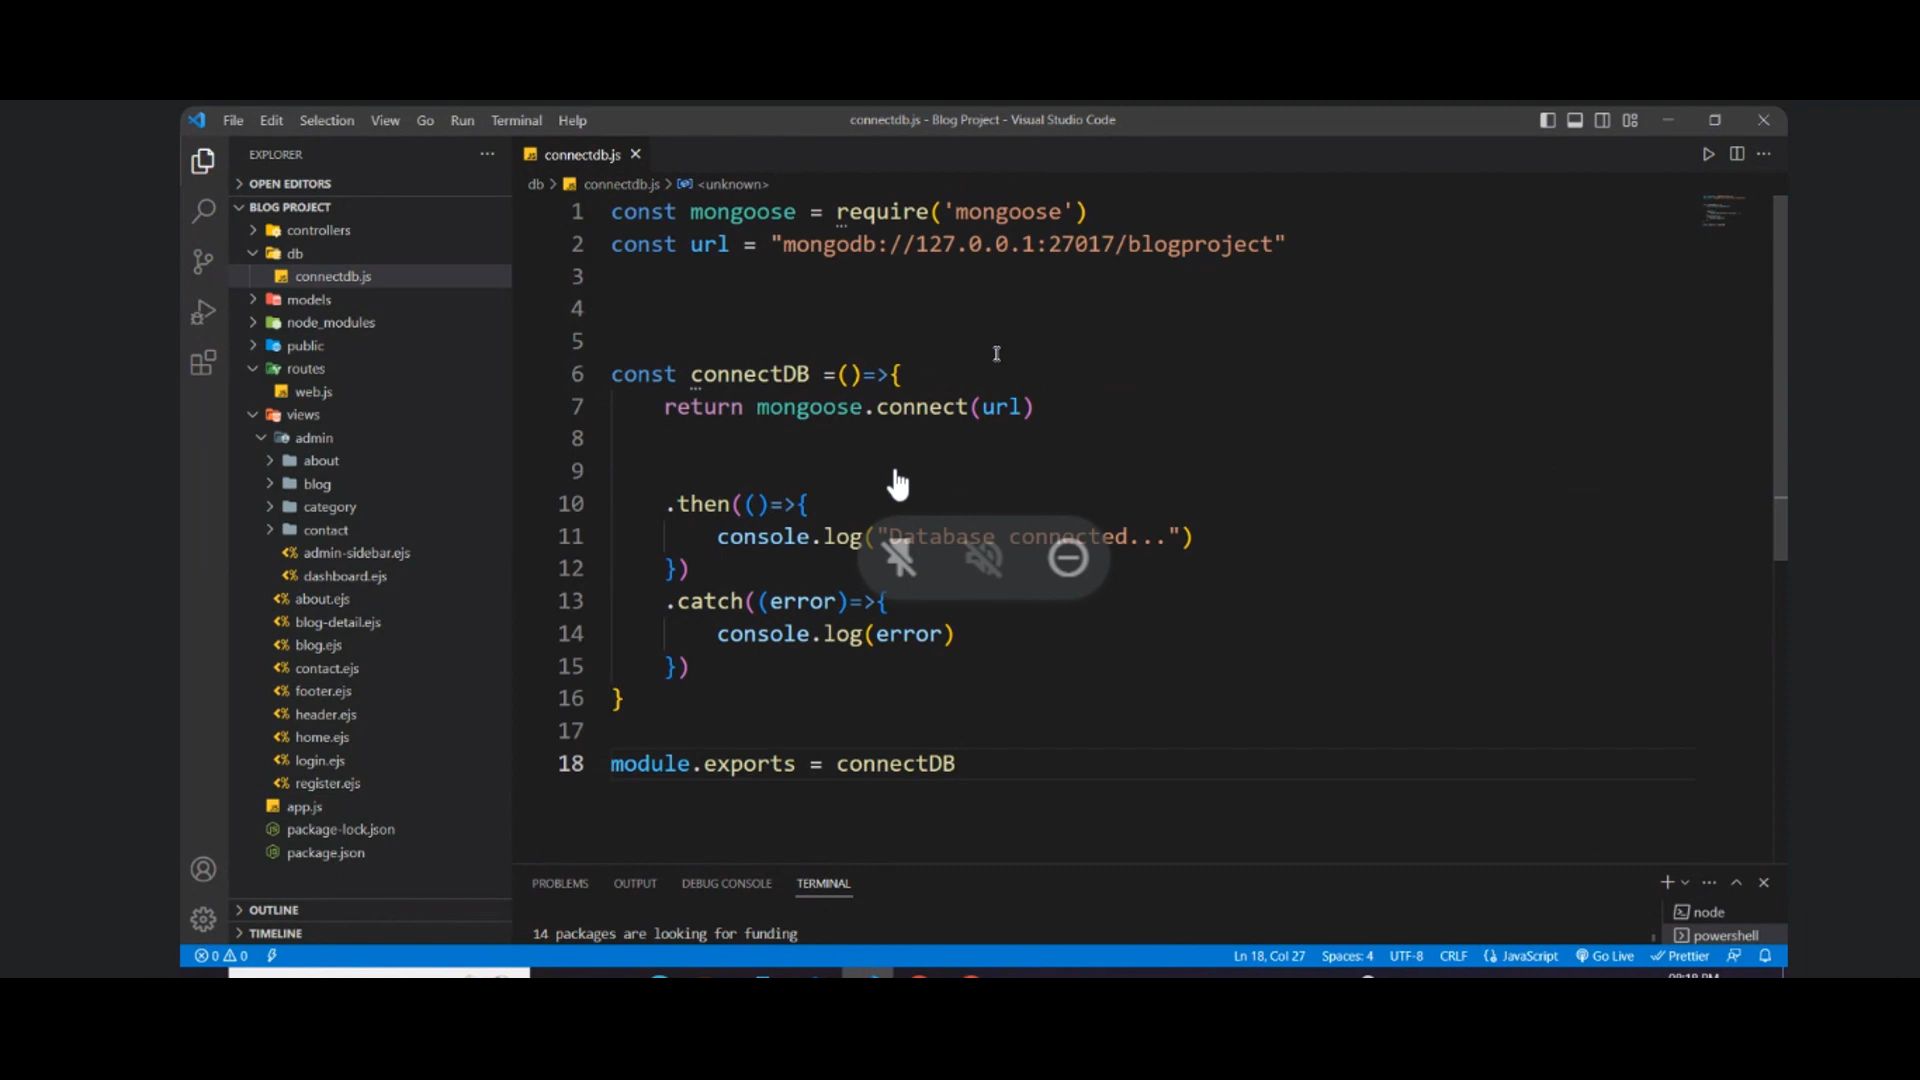 File Edit Selection View Go Run Terminal Help
connectdb.js - Blog Project - Visual Studio Code
EXPLORER
OPEN EDITORS
BLOG PROJECT
controllers
db
connectdb.js
models
node_modules
public
routes
web.js
views
admin
about
blog
category
contact
admin-sidebar.ejs
dashboard.ejs
about.ejs
blog-detail.ejs
blog.ejs
contact.ejs
footer.ejs
header.ejs
home.ejs
login.ejs
register.ejs
app.js
package-lock.json
package.json
OUTLINE
TIMELINE
connectdb.js
db > connectdb.js > <unknown>
1 const mongoose = require('mongoose')
2 const url = "mongodb://127.0.0.1:27017/blogproject"
3
4
5
6 const connectDB =()=>{
7 return mongoose.connect(url)
8
9
10 .then(()=>{
11 console.log("Database connected...")
12 })
13 .catch((error)=>{
14 console.log(error)
15 })
16 }
17
18 module.exports = connectDB
PROBLEMS OUTPUT DEBUG CONSOLE TERMINAL
14 packages are looking for funding
node
powershell
0 0
Ln 18, Col 27 Spaces: 4 UTF-8 CRLF JavaScript Go Live Prettier